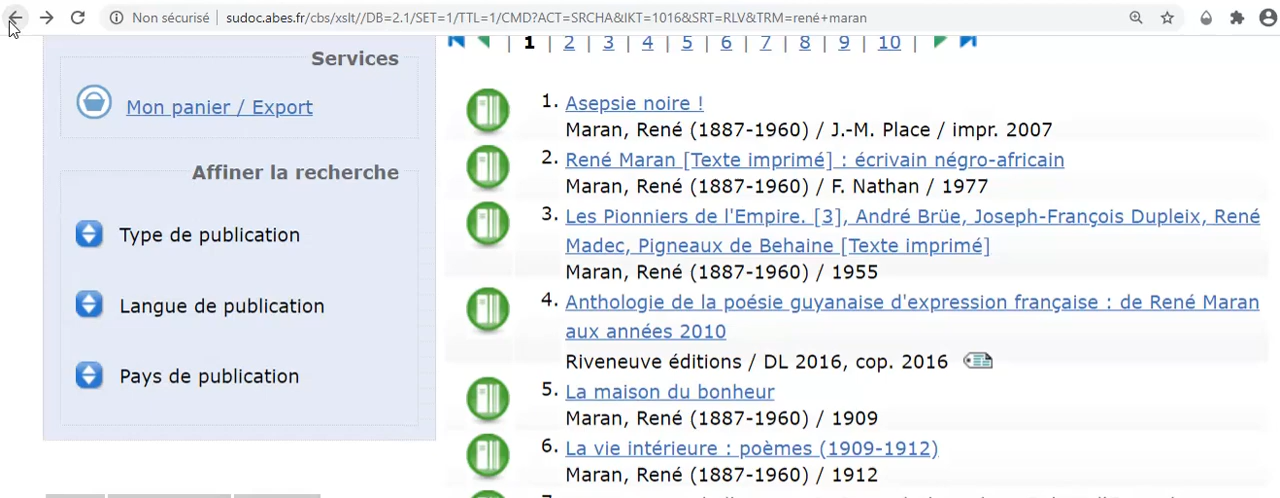 Non sécurisé | sudoc.abes.fr/cbs/xslt//DB=2.1/SET=1/TTL=1/CMD?ACT=SRCHA&IKT=1016&SRT=RLV&TRM=rené+maran
Services
Mon panier / Export
Affiner la recherche
Type de publication
Langue de publication
Pays de publication
| 1 | 2 | 3 | 4 | 5 | 6 | 7 | 8 | 9 | 10 |
1. Asepsie noire !
Maran, René (1887-1960) / J.-M. Place / impr. 2007
2. René Maran [Texte imprimé] : écrivain négro-africain
Maran, René (1887-1960) / F. Nathan / 1977
3. Les Pionniers de l'Empire. [3], André Brüe, Joseph-François Dupleix, René
Madec, Pigneaux de Behaine [Texte imprimé]
Maran, René (1887-1960) / 1955
4. Anthologie de la poésie guyanaise d'expression française : de René Maran
aux années 2010
Riveneuve éditions / DL 2016, cop. 2016
5. La maison du bonheur
Maran, René (1887-1960) / 1909
6. La vie intérieure : poèmes (1909-1912)
Maran, René (1887-1960) / 1912